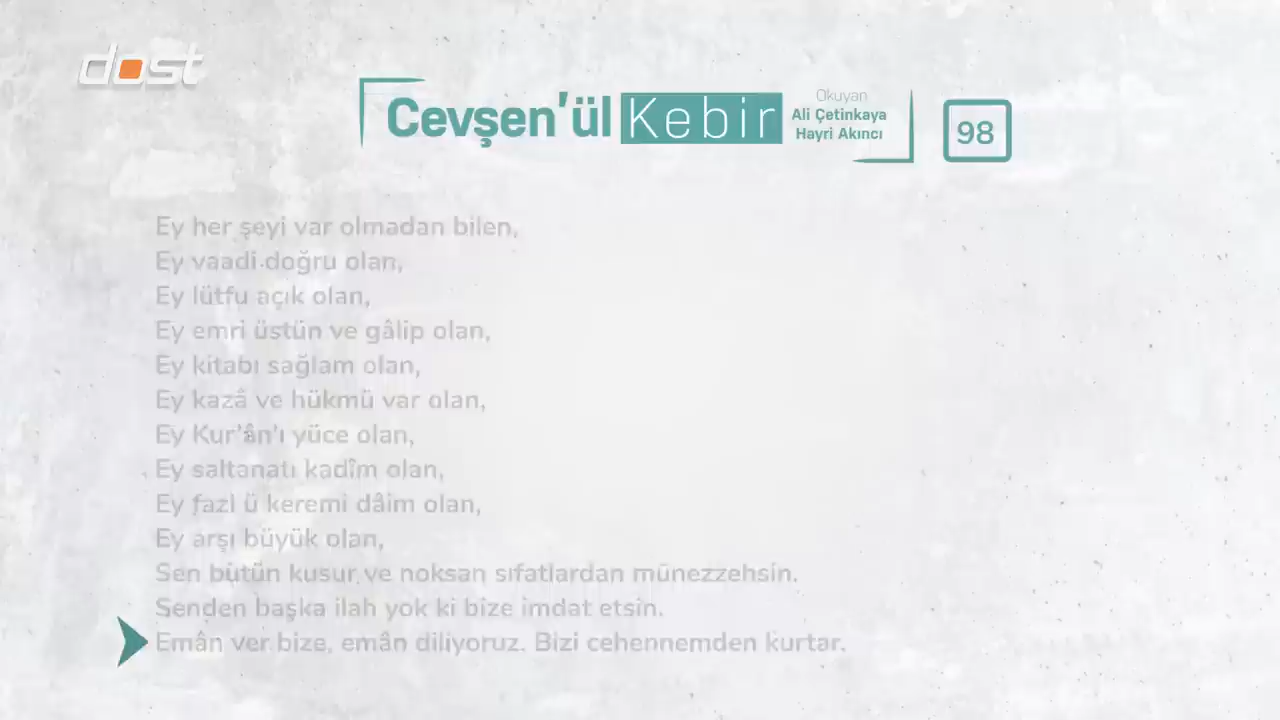 dost
Cevşen'ül Kebir
Okuyan
Ali Çetinkaya
Hayri Akıncı
98
Ey her şeyi var olmadan bilen,
Ey vaadi doğru olan,
Ey lütfu açık olan,
Ey emri üstün ve gâlip olan,
Ey kitabı sağlam olan,
Ey kazâ ve hükmü var olan,
Ey Kur'ân'ı yüce olan,
Ey saltanatı kadîm olan,
Ey fazl ü keremi dâim olan,
Ey arşı büyük olan,
Sen bütün kusur ve noksan sıfatlardan münezzehsin.
Senden başka ilah yok ki bize imdat etsin.
Emân ver bize, emân diliyoruz. Bizi cehennemden kurtar.